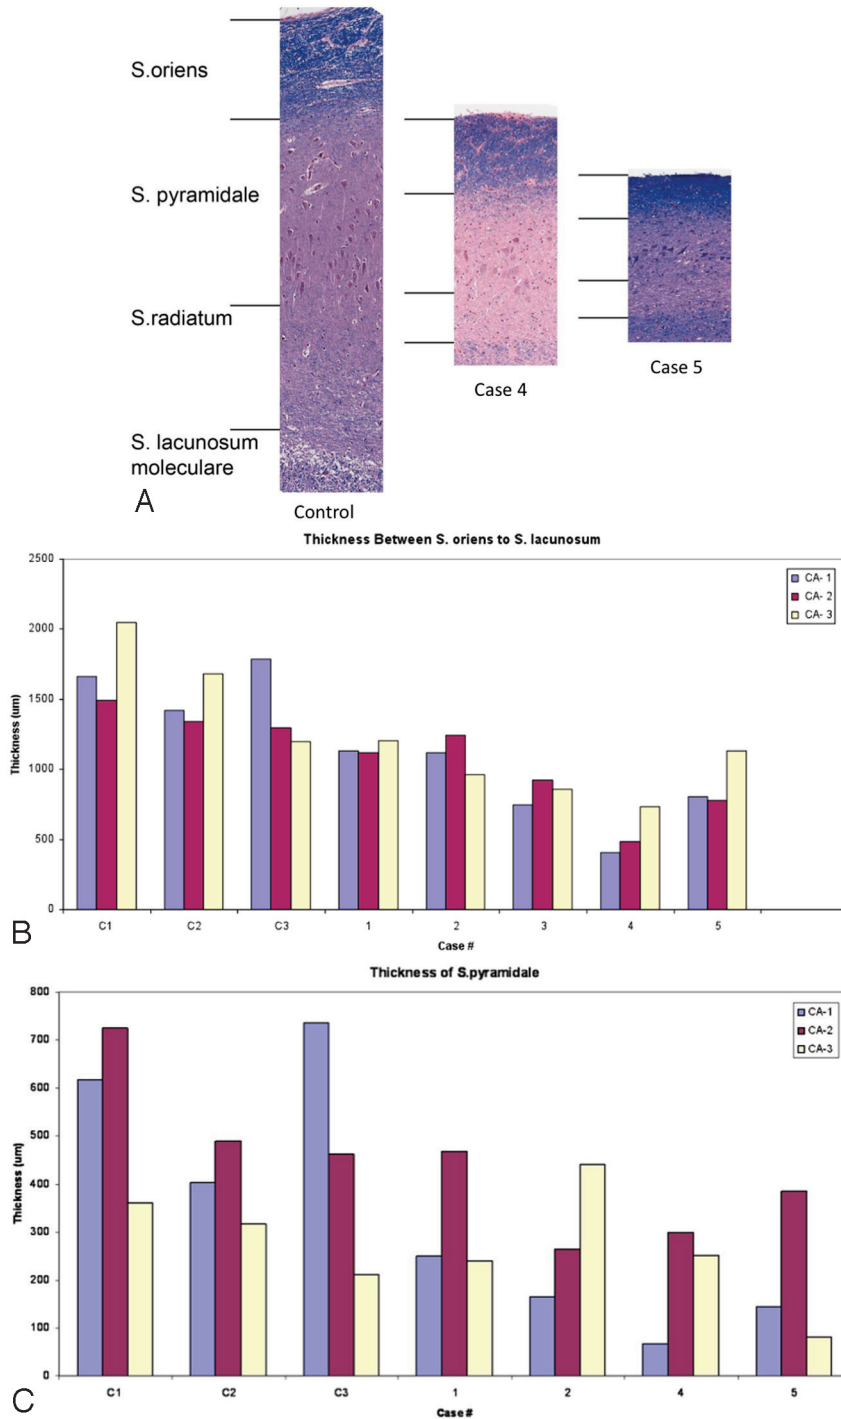 S.oriens
S. pyramidale
S.radiatum
S. lacunosum
moleculare
A
Control
Case 4
Case 5
Thickness Between S. oriens to S. lacunosum
Thickness (um)
2500
2000
1500
1000
500
0
C1 C2 C3 1 2 3 4 5
Case #
CA- 1
CA- 2
CA- 3
B
Thickness of S.pyramidale
Thickness (um)
800
700
600
500
400
300
200
100
0
C1 C2 C3 1 2 4 5
Case #
CA-1
CA-2
CA-3
C